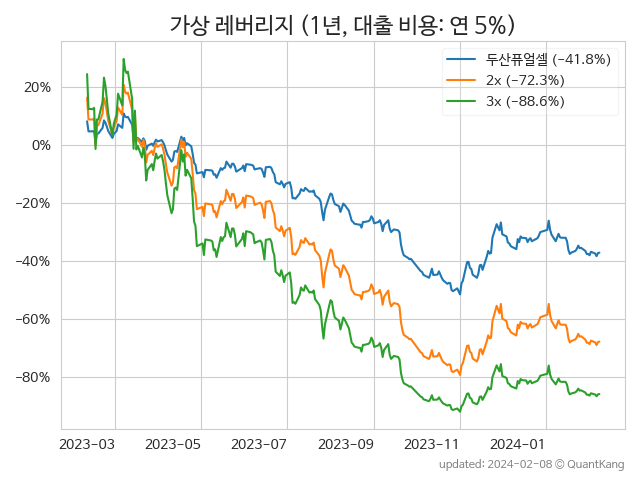 가상 레버리지 (1년, 대출 비용: 연 5%)
두산퓨얼셀 (−41.8%)
2x (−72.3%)
3x (−88.6%)
20%
0%
−20%
−40%
−60%
−80%
2023-03 2023-05 2023-07 2023-09 2023-11 2024-01
updated: 2024-02-08 © QuantKang